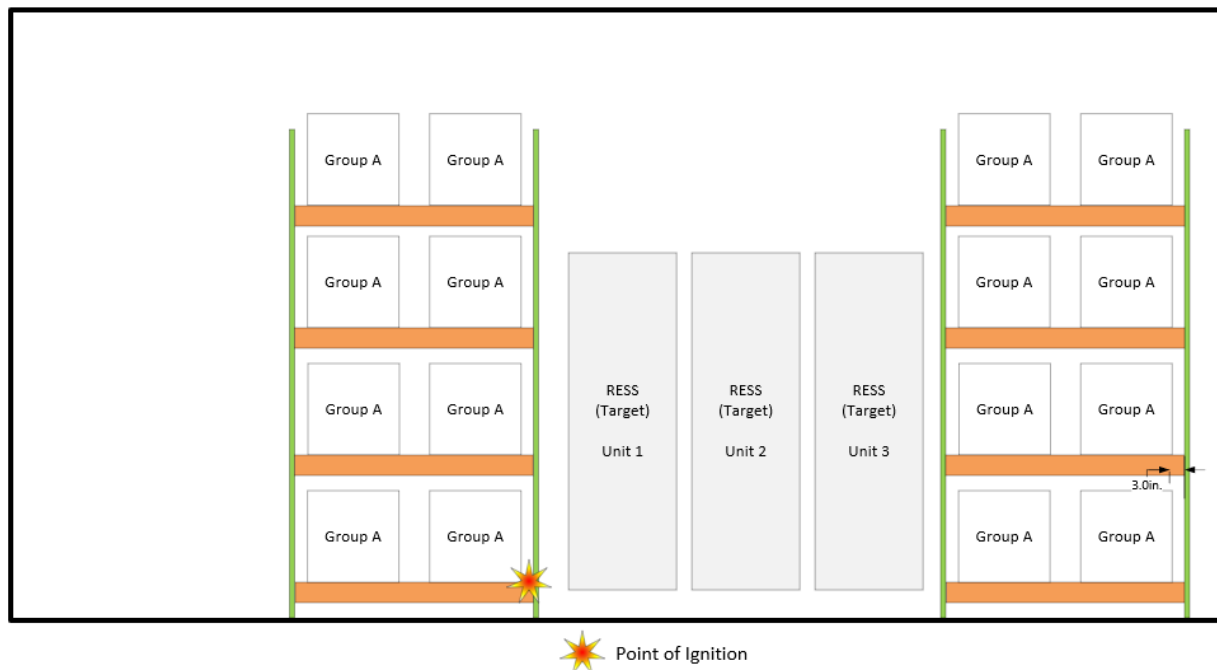 Group A Group A Group A Group A
Group A Group A Group A Group A
RESS RESS RESS
(Target) (Target) (Target)
Group A Group A Group A Group A
Unit 1 Unit 2 Unit 3
3.0in.
Group A Group A Group A Group A
Point of Ignition